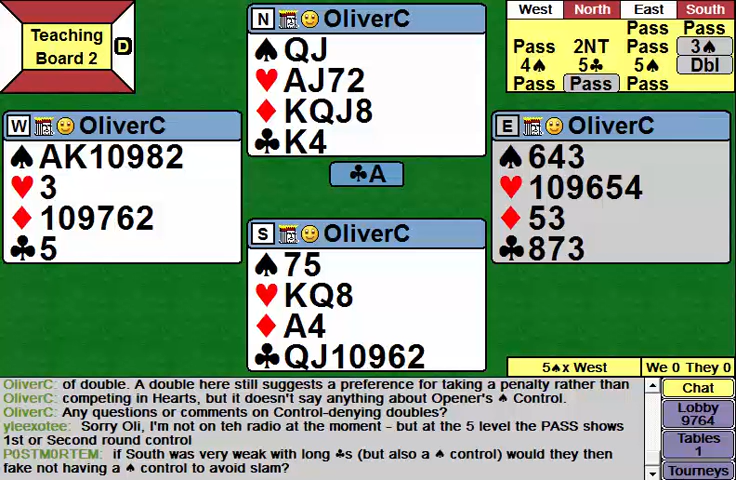 Teaching
Board 2
D
N OliverC
♠QJ
♥AJ72
♦KQJ8
♣K4
West North East South
Pass Pass
Pass 2NT Pass 3♠
4♠ 5♣ 5♠ Dbl
Pass Pass Pass
W OliverC
♠AK10982
♥3
♦109762
♣5
♣A
E OliverC
♠643
♥109654
♦53
♣873
S OliverC
♠75
♥KQ8
♦A4
♣QJ10962
5♠x West We 0 They 0
OliverC: of double. A double here still suggests a preference for taking a penalty rather than
OliverC: competing in Hearts, but it doesn't say anything about Opener's ♠ Control.
OliverC: Any questions or comments on Control-denying doubles?
yleexotee: Sorry Oli, I'm not on teh radio at the moment - but at the 5 level the PASS shows
1st or Second round control
P0STM0RTEM: if South was very weak with long ♣s (but also a ♠ control) would they then
fake not having a ♠ control to avoid slam?
Chat
Lobby
9764
Tables
1
Tourneys